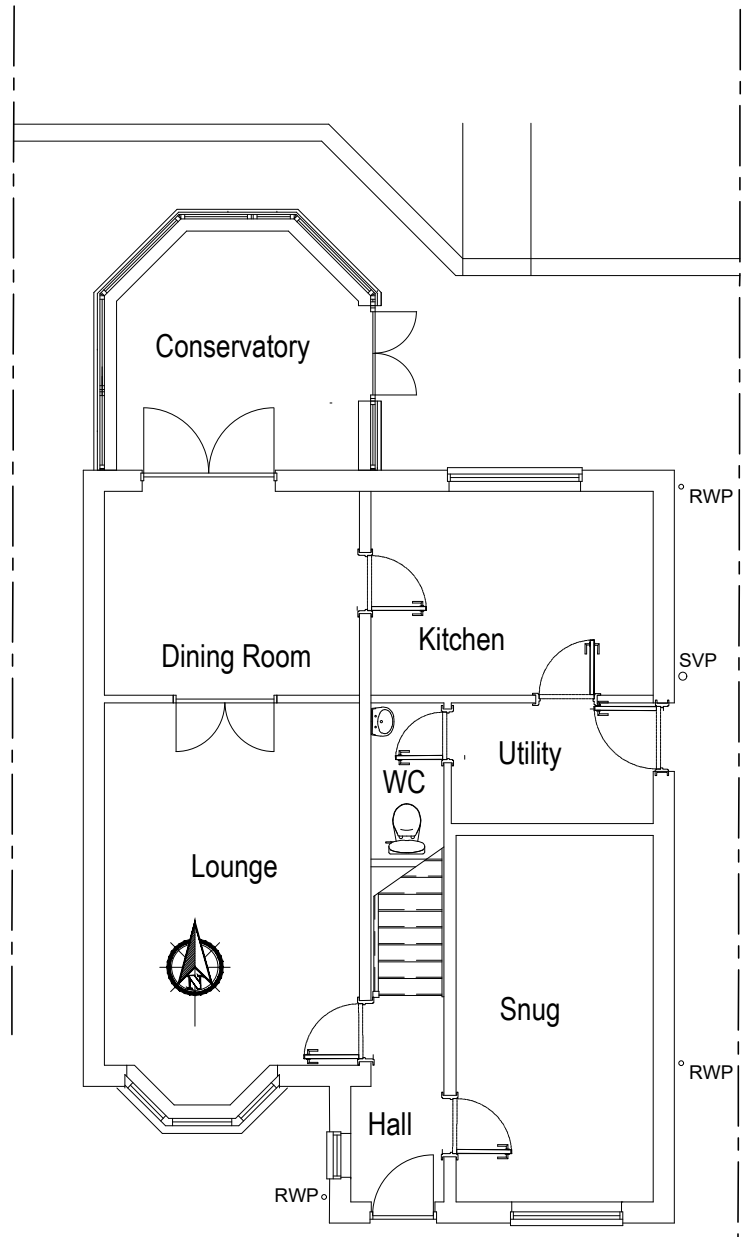 Conservatory
RWP
Kitchen
Dining Room
SVP
Utility
WC
Lounge
N
Snug
RWP
Hall
RWP